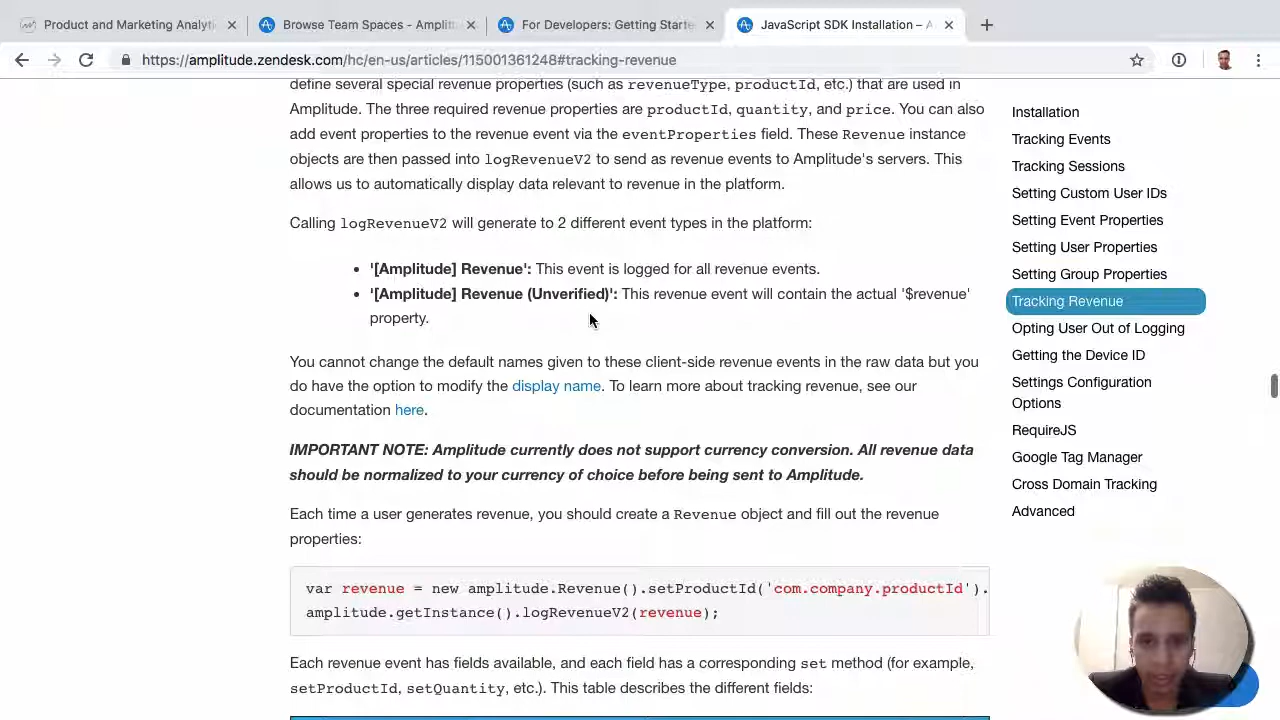 Product and Marketing Analyti
Browse Team Spaces - Amplitu
For Developers: Getting Starte
JavaScript SDK Installation – A
https://amplitude.zendesk.com/hc/en-us/articles/115001361248#tracking-revenue
define several special revenue properties (such as revenueType, productId, etc.) that are used in
Amplitude. The three required revenue properties are productId, quantity, and price. You can also
add event properties to the revenue event via the eventProperties field. These Revenue instance
objects are then passed into logRevenueV2 to send as revenue events to Amplitude's servers. This
allows us to automatically display data relevant to revenue in the platform.
Calling logRevenueV2 will generate to 2 different event types in the platform:
• '[Amplitude] Revenue': This event is logged for all revenue events.
• '[Amplitude] Revenue (Unverified)': This revenue event will contain the actual '$revenue'
property.
You cannot change the default names given to these client-side revenue events in the raw data but you
do have the option to modify the display name. To learn more about tracking revenue, see our
documentation here.
IMPORTANT NOTE: Amplitude currently does not support currency conversion. All revenue data
should be normalized to your currency of choice before being sent to Amplitude.
Each time a user generates revenue, you should create a Revenue object and fill out the revenue
properties:
var revenue = new amplitude.Revenue().setProductId('com.company.productId').
amplitude.getInstance().logRevenueV2(revenue);
Each revenue event has fields available, and each field has a corresponding set method (for example,
setProductId, setQuantity, etc.). This table describes the different fields:
Installation
Tracking Events
Tracking Sessions
Setting Custom User IDs
Setting Event Properties
Setting User Properties
Setting Group Properties
Tracking Revenue
Opting User Out of Logging
Getting the Device ID
Settings Configuration
Options
RequireJS
Google Tag Manager
Cross Domain Tracking
Advanced